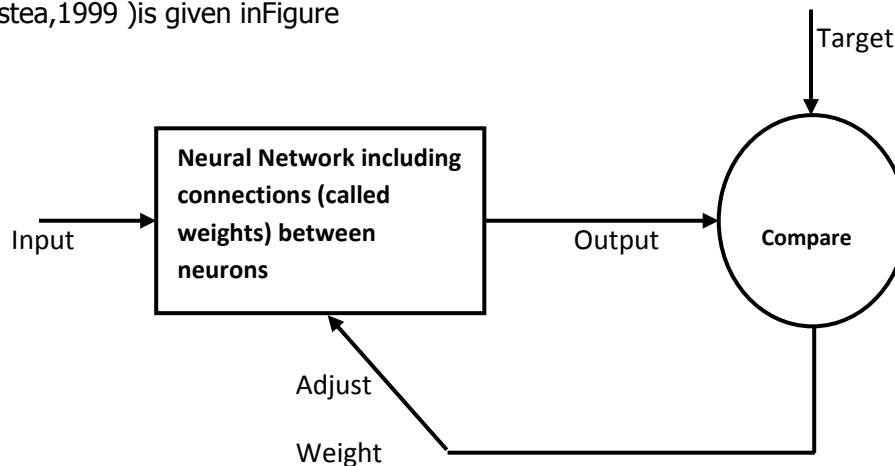 stea,1999 )is given inFigure
Target
Neural Network including
connections (called
weights) between
neurons
Input
Output
Compare
Adjust
Weight